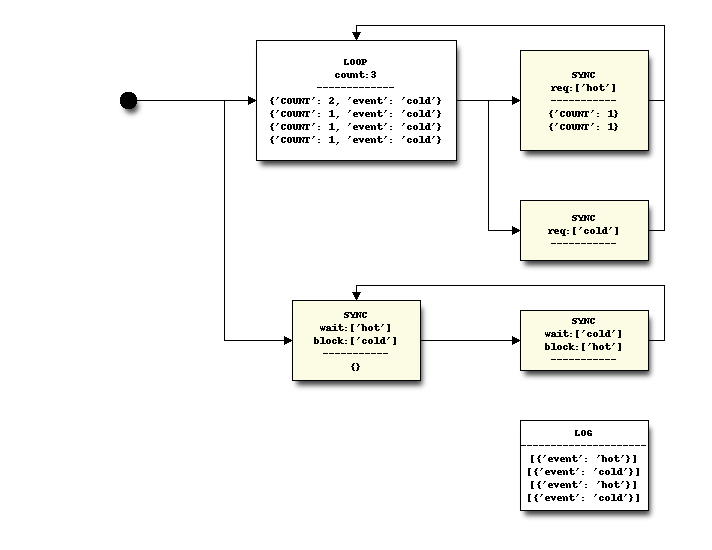 LOOP
count:3
-------------
{'COUNT': 2, 'event': 'cold'}
{'COUNT': 1, 'event': 'cold'}
{'COUNT': 1, 'event': 'cold'}
{'COUNT': 1, 'event': 'cold'}
SYNC
req:['hot']
-----------
{'COUNT': 1}
{'COUNT': 1}
SYNC
req:['cold']
-----------
SYNC
wait:['hot']
block:['cold']
-----------
{}
SYNC
wait:['cold']
block:['hot']
-----------
LOG
---------------------
[{'event': 'hot'}]
[{'event': 'cold'}]
[{'event': 'hot'}]
[{'event': 'cold'}]